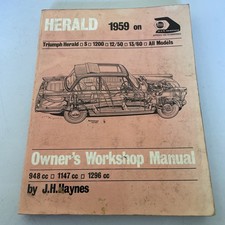 HERALD 1959 on
Triumph Herald □ S □ 1200 □ 12/50 □ 13/60 □ All Models
Owner's Workshop Manual
948 cc □ 1147 cc □ 1296 cc
by J.H.Haynes